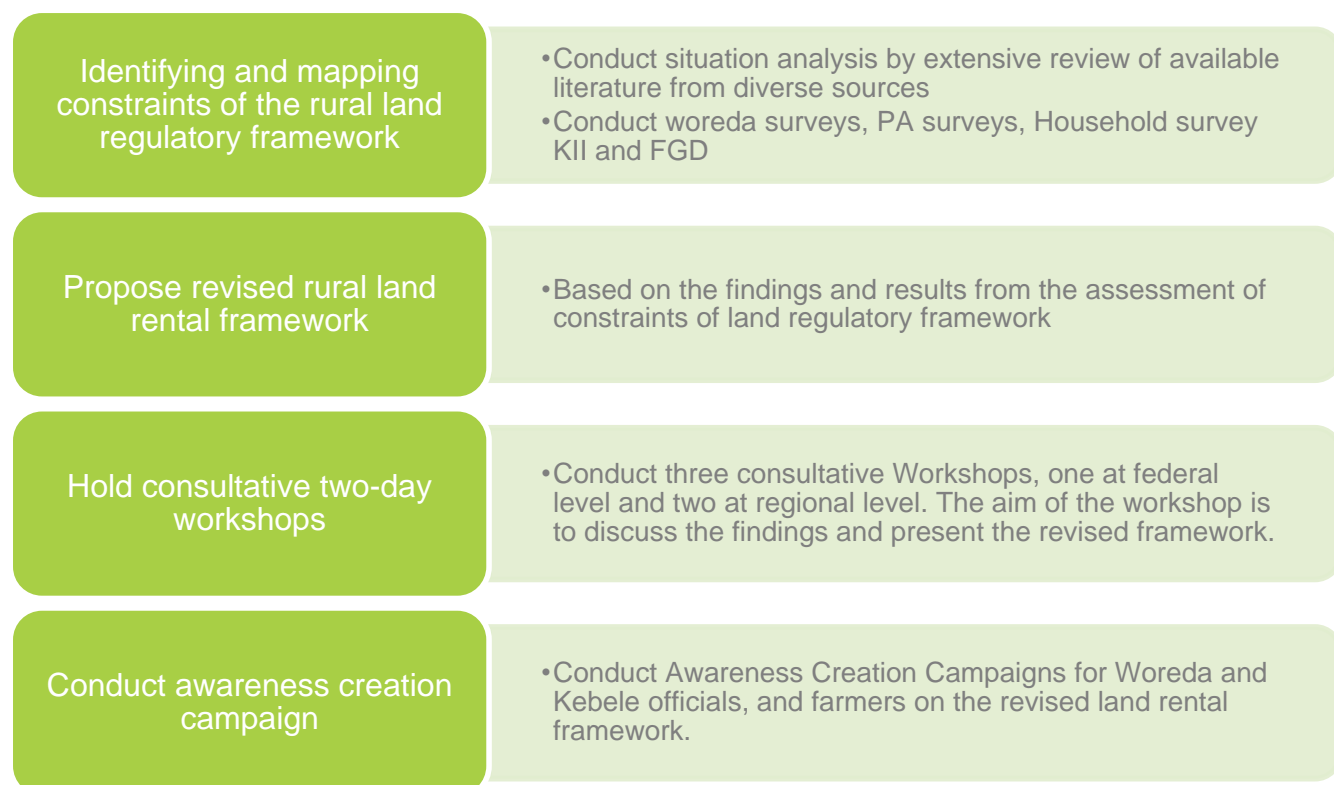 Identifying and mapping
constraints of the rural land
regulatory framework
•Conduct situation analysis by extensive review of available
literature from diverse sources
•Conduct woreda surveys, PA surveys, Household survey
KII and FGD
Propose revised rural land
rental framework
•Based on the findings and results from the assessment of
constraints of land regulatory framework
Hold consultative two-day
workshops
•Conduct three consultative Workshops, one at federal
level and two at regional level. The aim of the workshop is
to discuss the findings and present the revised framework.
Conduct awareness creation
campaign
•Conduct Awareness Creation Campaigns for Woreda and
Kebele officials, and farmers on the revised land rental
framework.